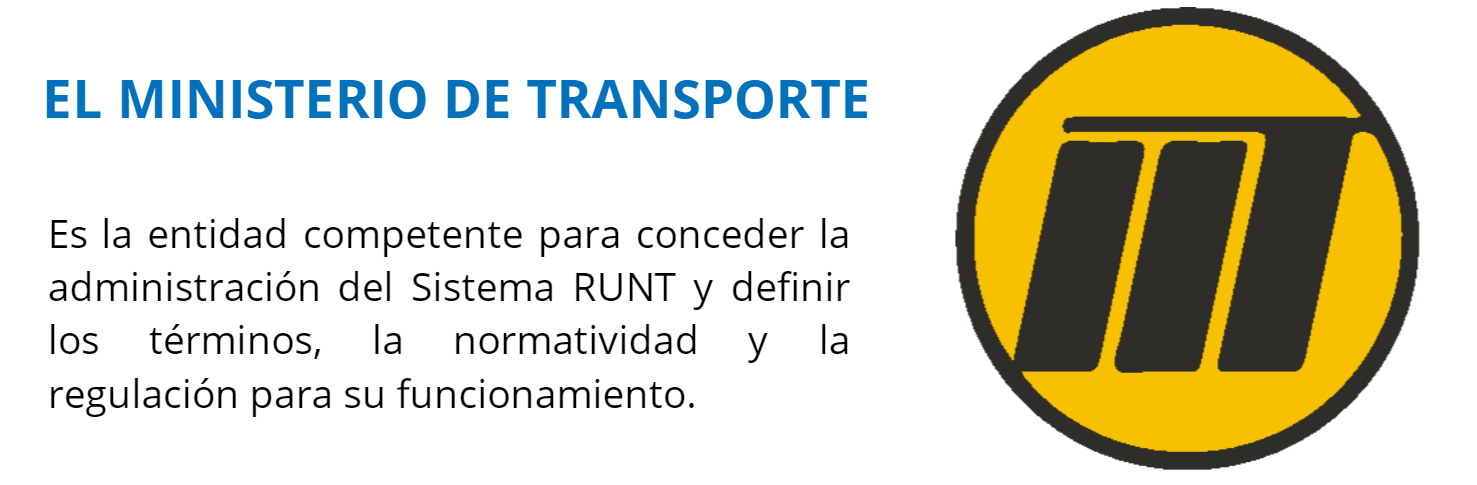 EL MINISTERIO DE TRANSPORTE
Es la entidad competente para conceder la
administración del Sistema RUNT y definir
los términos, la normatividad y la
regulación para su funcionamiento.